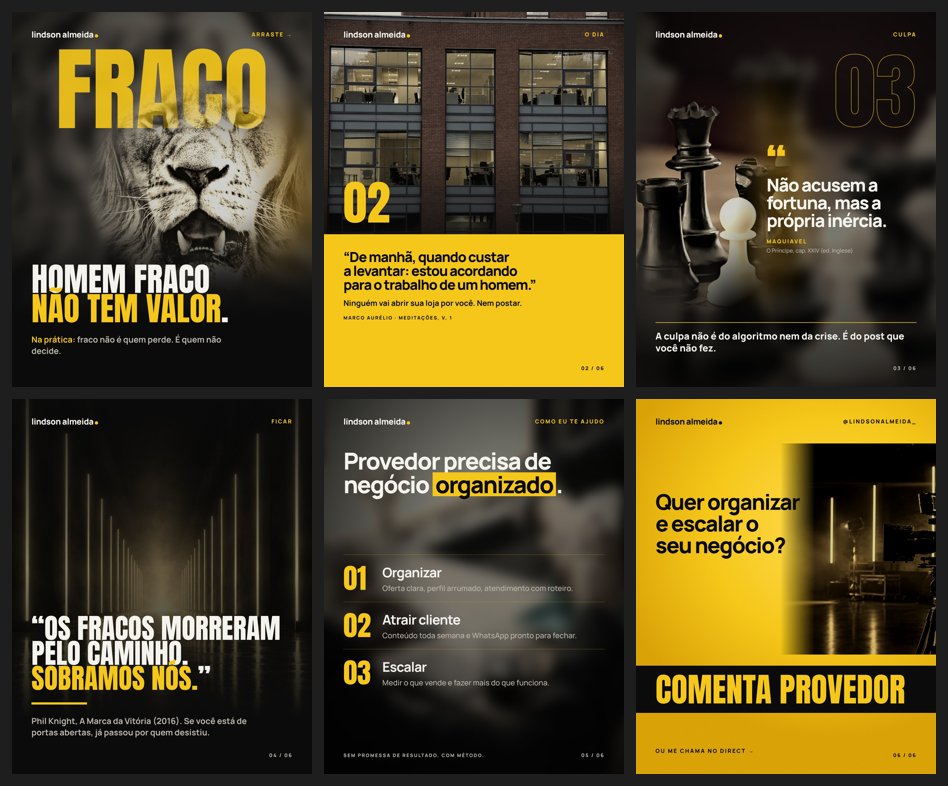 lindson almeida.
ARRASTE →
FRACO
HOMEM FRACO
NÃO TEM VALOR.
Na prática: fraco não é quem perde. É quem não
decide.
lindson almeida.
O DIA
02
“De manhã, quando custar
a levantar: estou acordando
para o trabalho de um homem.”
Ninguém vai abrir sua loja por você. Nem postar.
MARCO AURÉLIO · MEDITAÇÕES, V, 1
02 / 06
lindson almeida.
CULPA
03
“
Não acusem a
fortuna, mas a
própria inércia.
MAQUIAVEL
O Príncipe, cap. XXIV (ed. inglesa)
A culpa não é do algoritmo nem da crise. É do post que
você não fez.
03 / 06
lindson almeida.
FICAR
“OS FRACOS MORRERAM
PELO CAMINHO.
SOBRAMOS NÓS.”
Phil Knight, A Marca da Vitória (2016). Se você está de
portas abertas, já passou por quem desistiu.
04 / 06
lindson almeida.
COMO EU TE AJUDO
Provedor precisa de
negócio organizado.
01
Organizar
Oferta clara, perfil arrumado, atendimento com roteiro.
02
Atrair cliente
Conteúdo toda semana e WhatsApp pronto para fechar.
03
Escalar
Medir o que vende e fazer mais do que funciona.
SEM PROMESSA DE RESULTADO. COM MÉTODO.
05 / 06
lindson almeida.
@LINDSONALMEIDA_
Quer organizar
e escalar o
seu negócio?
COMENTA PROVEDOR
OU ME CHAMA NO DIRECT →
06 / 06